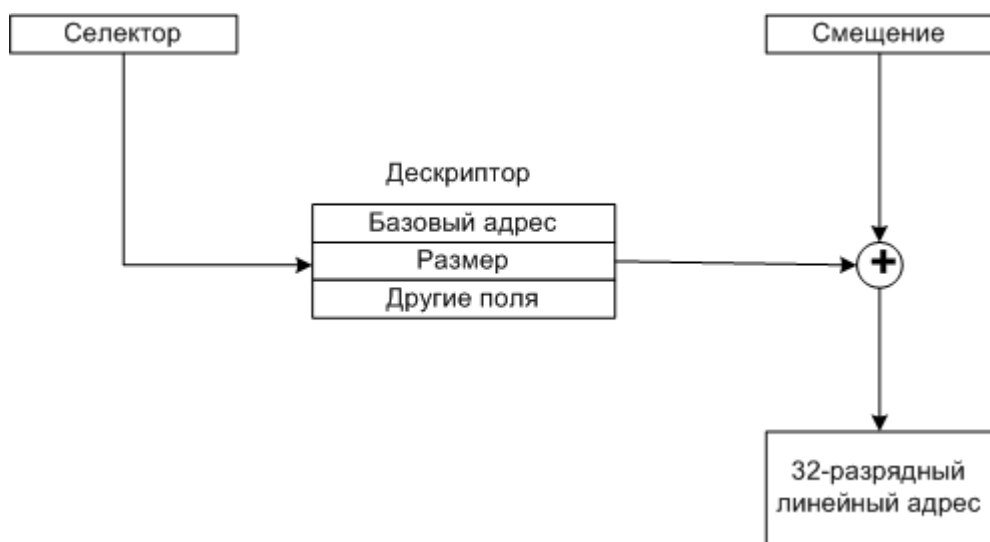 Селектор
Смещение
Дескриптор
Базовый адрес
Размер
Другие поля
+
32-разрядный
линейный адрес